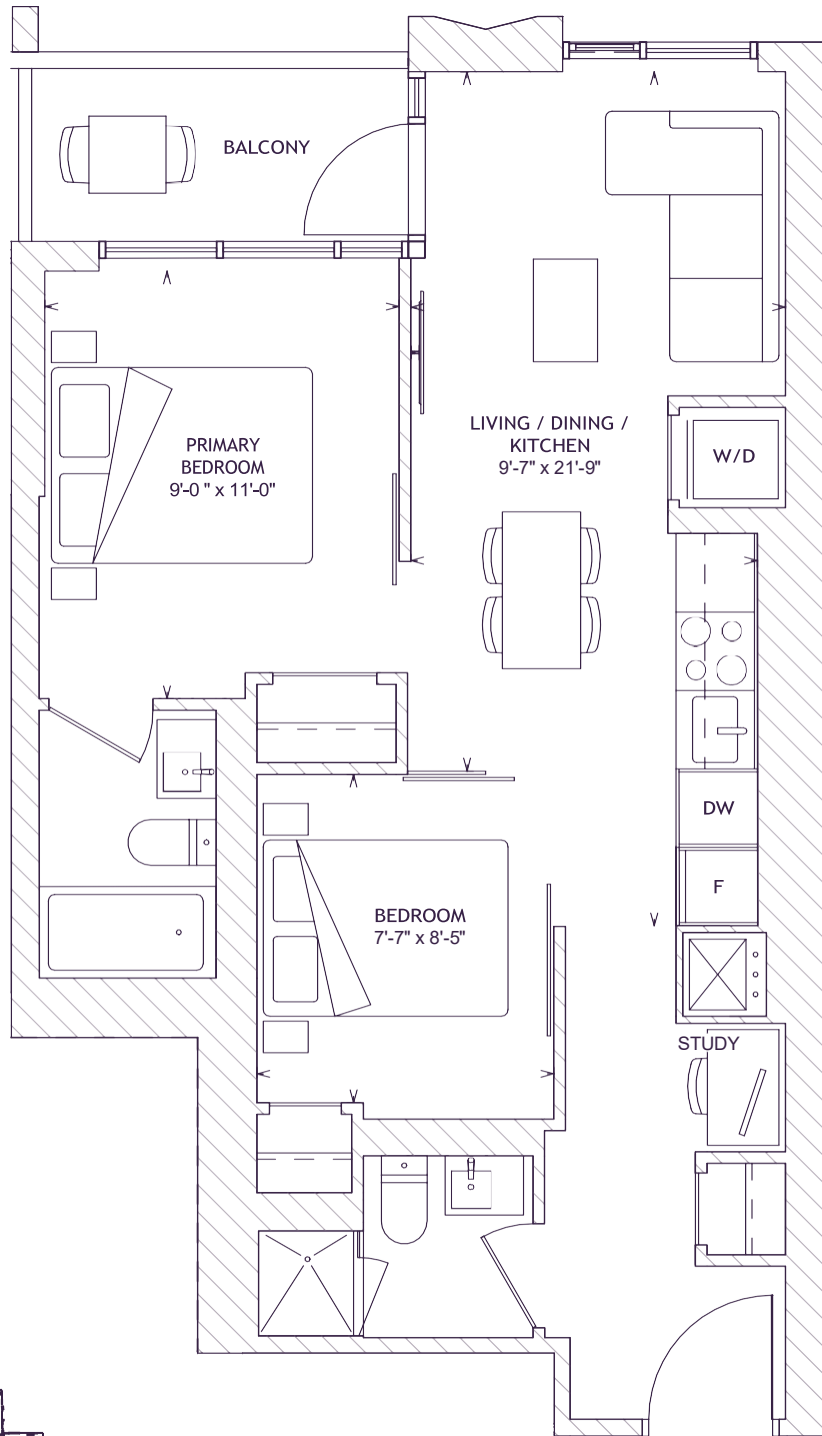 BALCONY
LIVING / DINING /
KITCHEN
9'-7" x 21'-9"
PRIMARY
BEDROOM
9'-0 " x 11'-0"
W/D
DW
F
BEDROOM
7'-7" x 8'-5"
STUDY